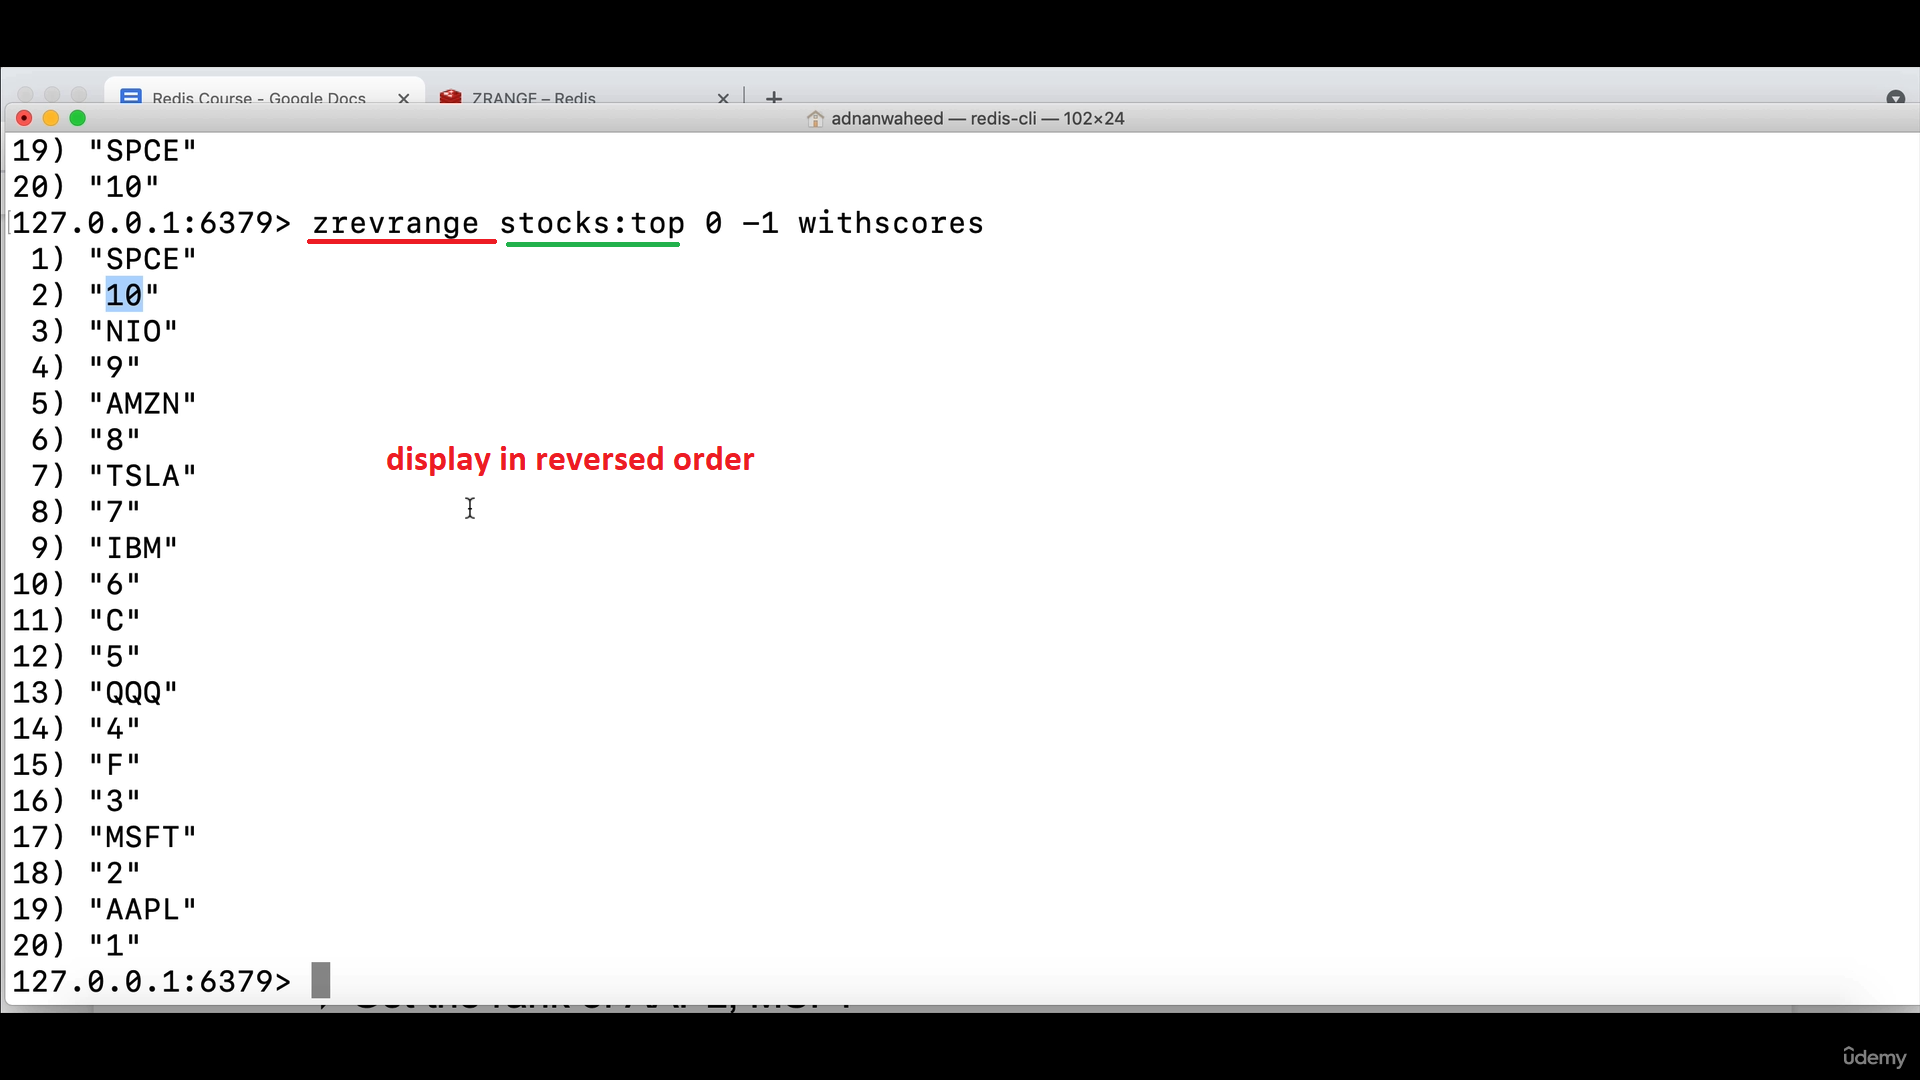 Redis Course - Google Docs
ZRANGE – Redis
adnanwaheed — redis-cli — 102×24
19) "SPCE"
20) "10"
127.0.0.1:6379> zrevrange stocks:top 0 -1 withscores
1) "SPCE"
2) "10"
3) "NIO"
4) "9"
5) "AMZN"
6) "8"
7) "TSLA"
8) "7"
9) "IBM"
10) "6"
11) "C"
12) "5"
13) "QQQ"
14) "4"
15) "F"
16) "3"
17) "MSFT"
18) "2"
19) "AAPL"
20) "1"
127.0.0.1:6379>
display in reversed order
udemy